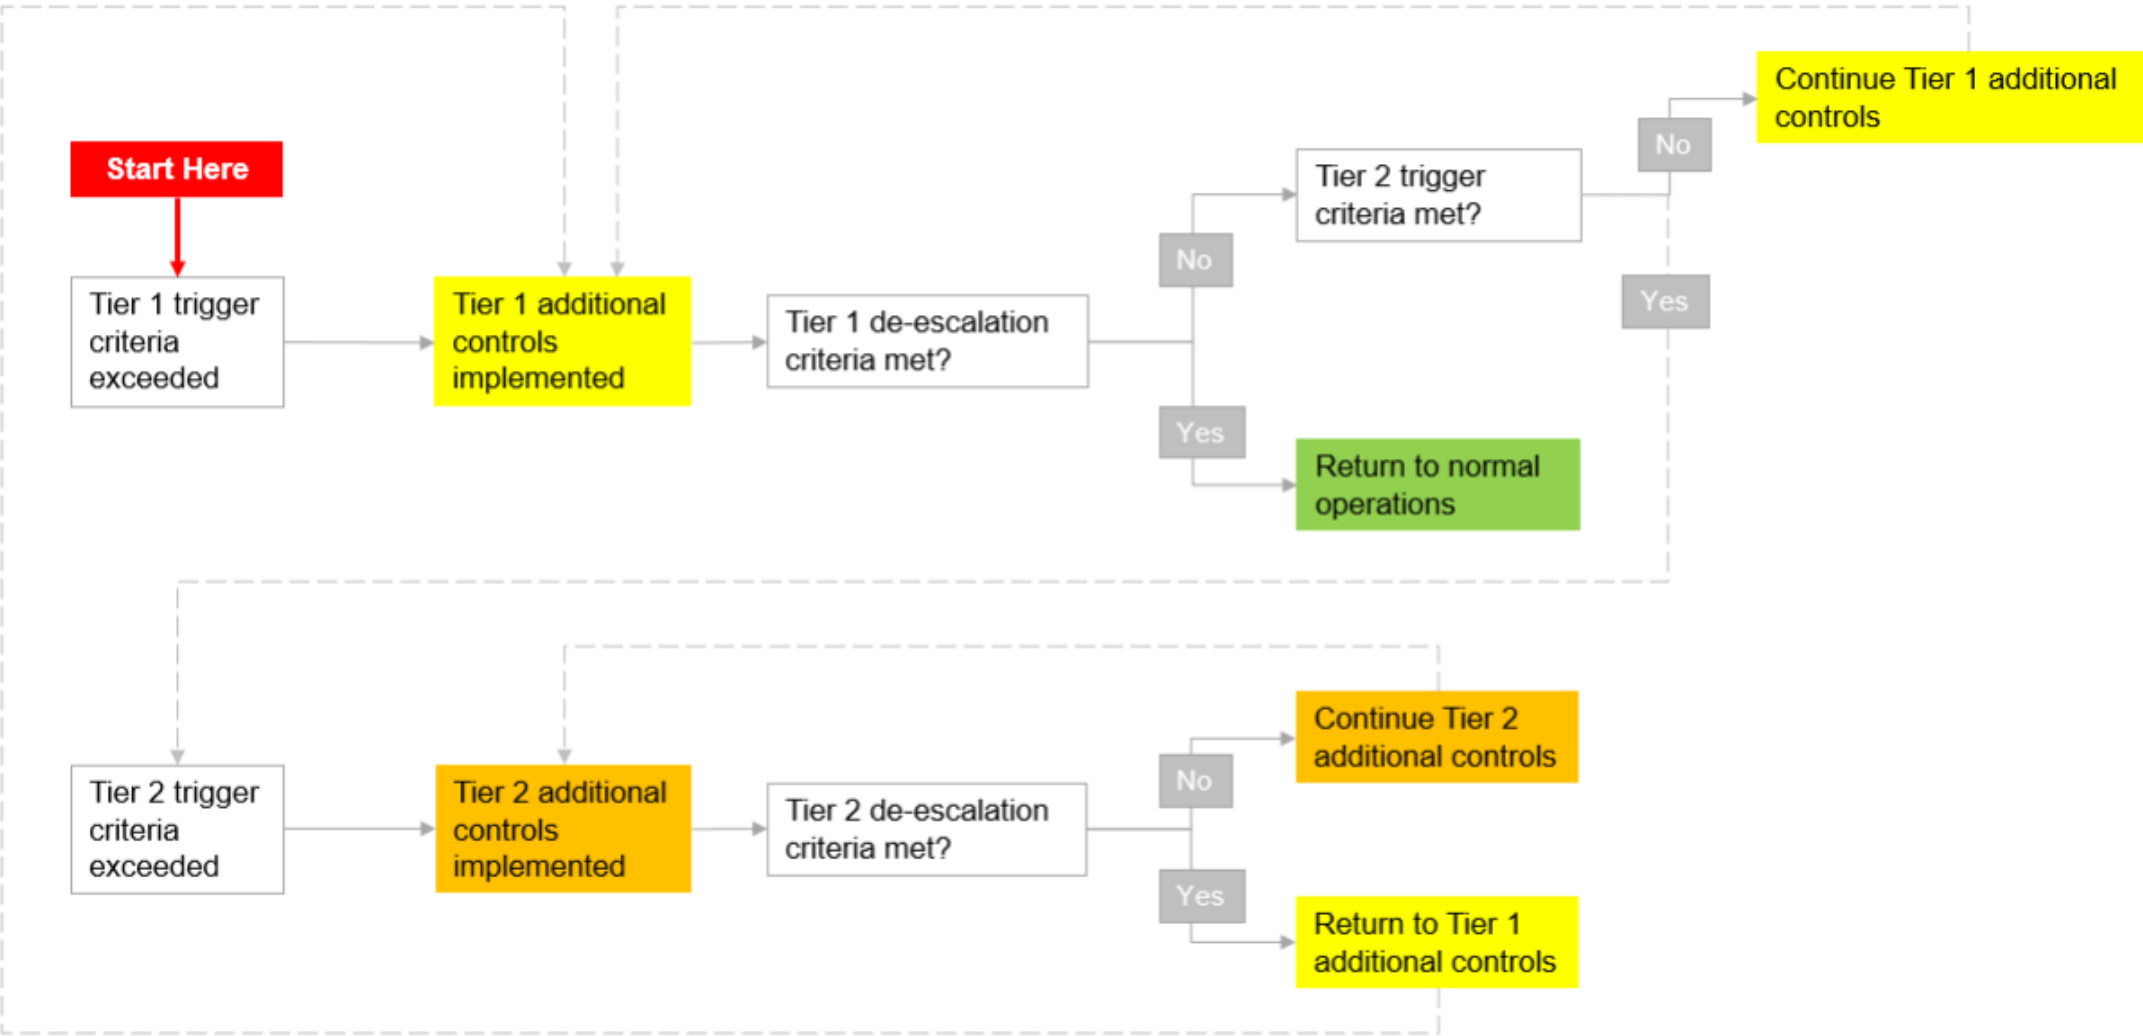 Start Here
Tier 1 trigger
criteria
exceeded
Tier 1 additional
controls
implemented
Tier 1 de-escalation
criteria met?
No
Tier 2 trigger
criteria met?
No
Continue Tier 1 additional
controls
Yes
Yes
Return to normal
operations
Tier 2 trigger
criteria
exceeded
Tier 2 additional
controls
implemented
Tier 2 de-escalation
criteria met?
No
Continue Tier 2
additional controls
Yes
Return to Tier 1
additional controls